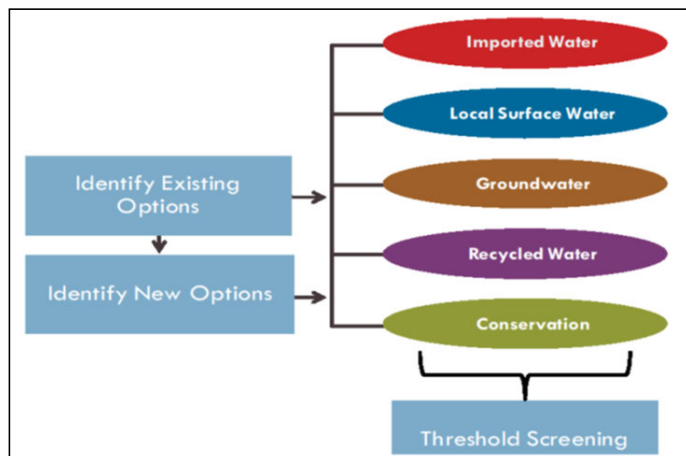 Imported Water
Local Surface Water
Identify Existing
Options
Groundwater
Recycled Water
Identify New Options
Conservation
Threshold Screening